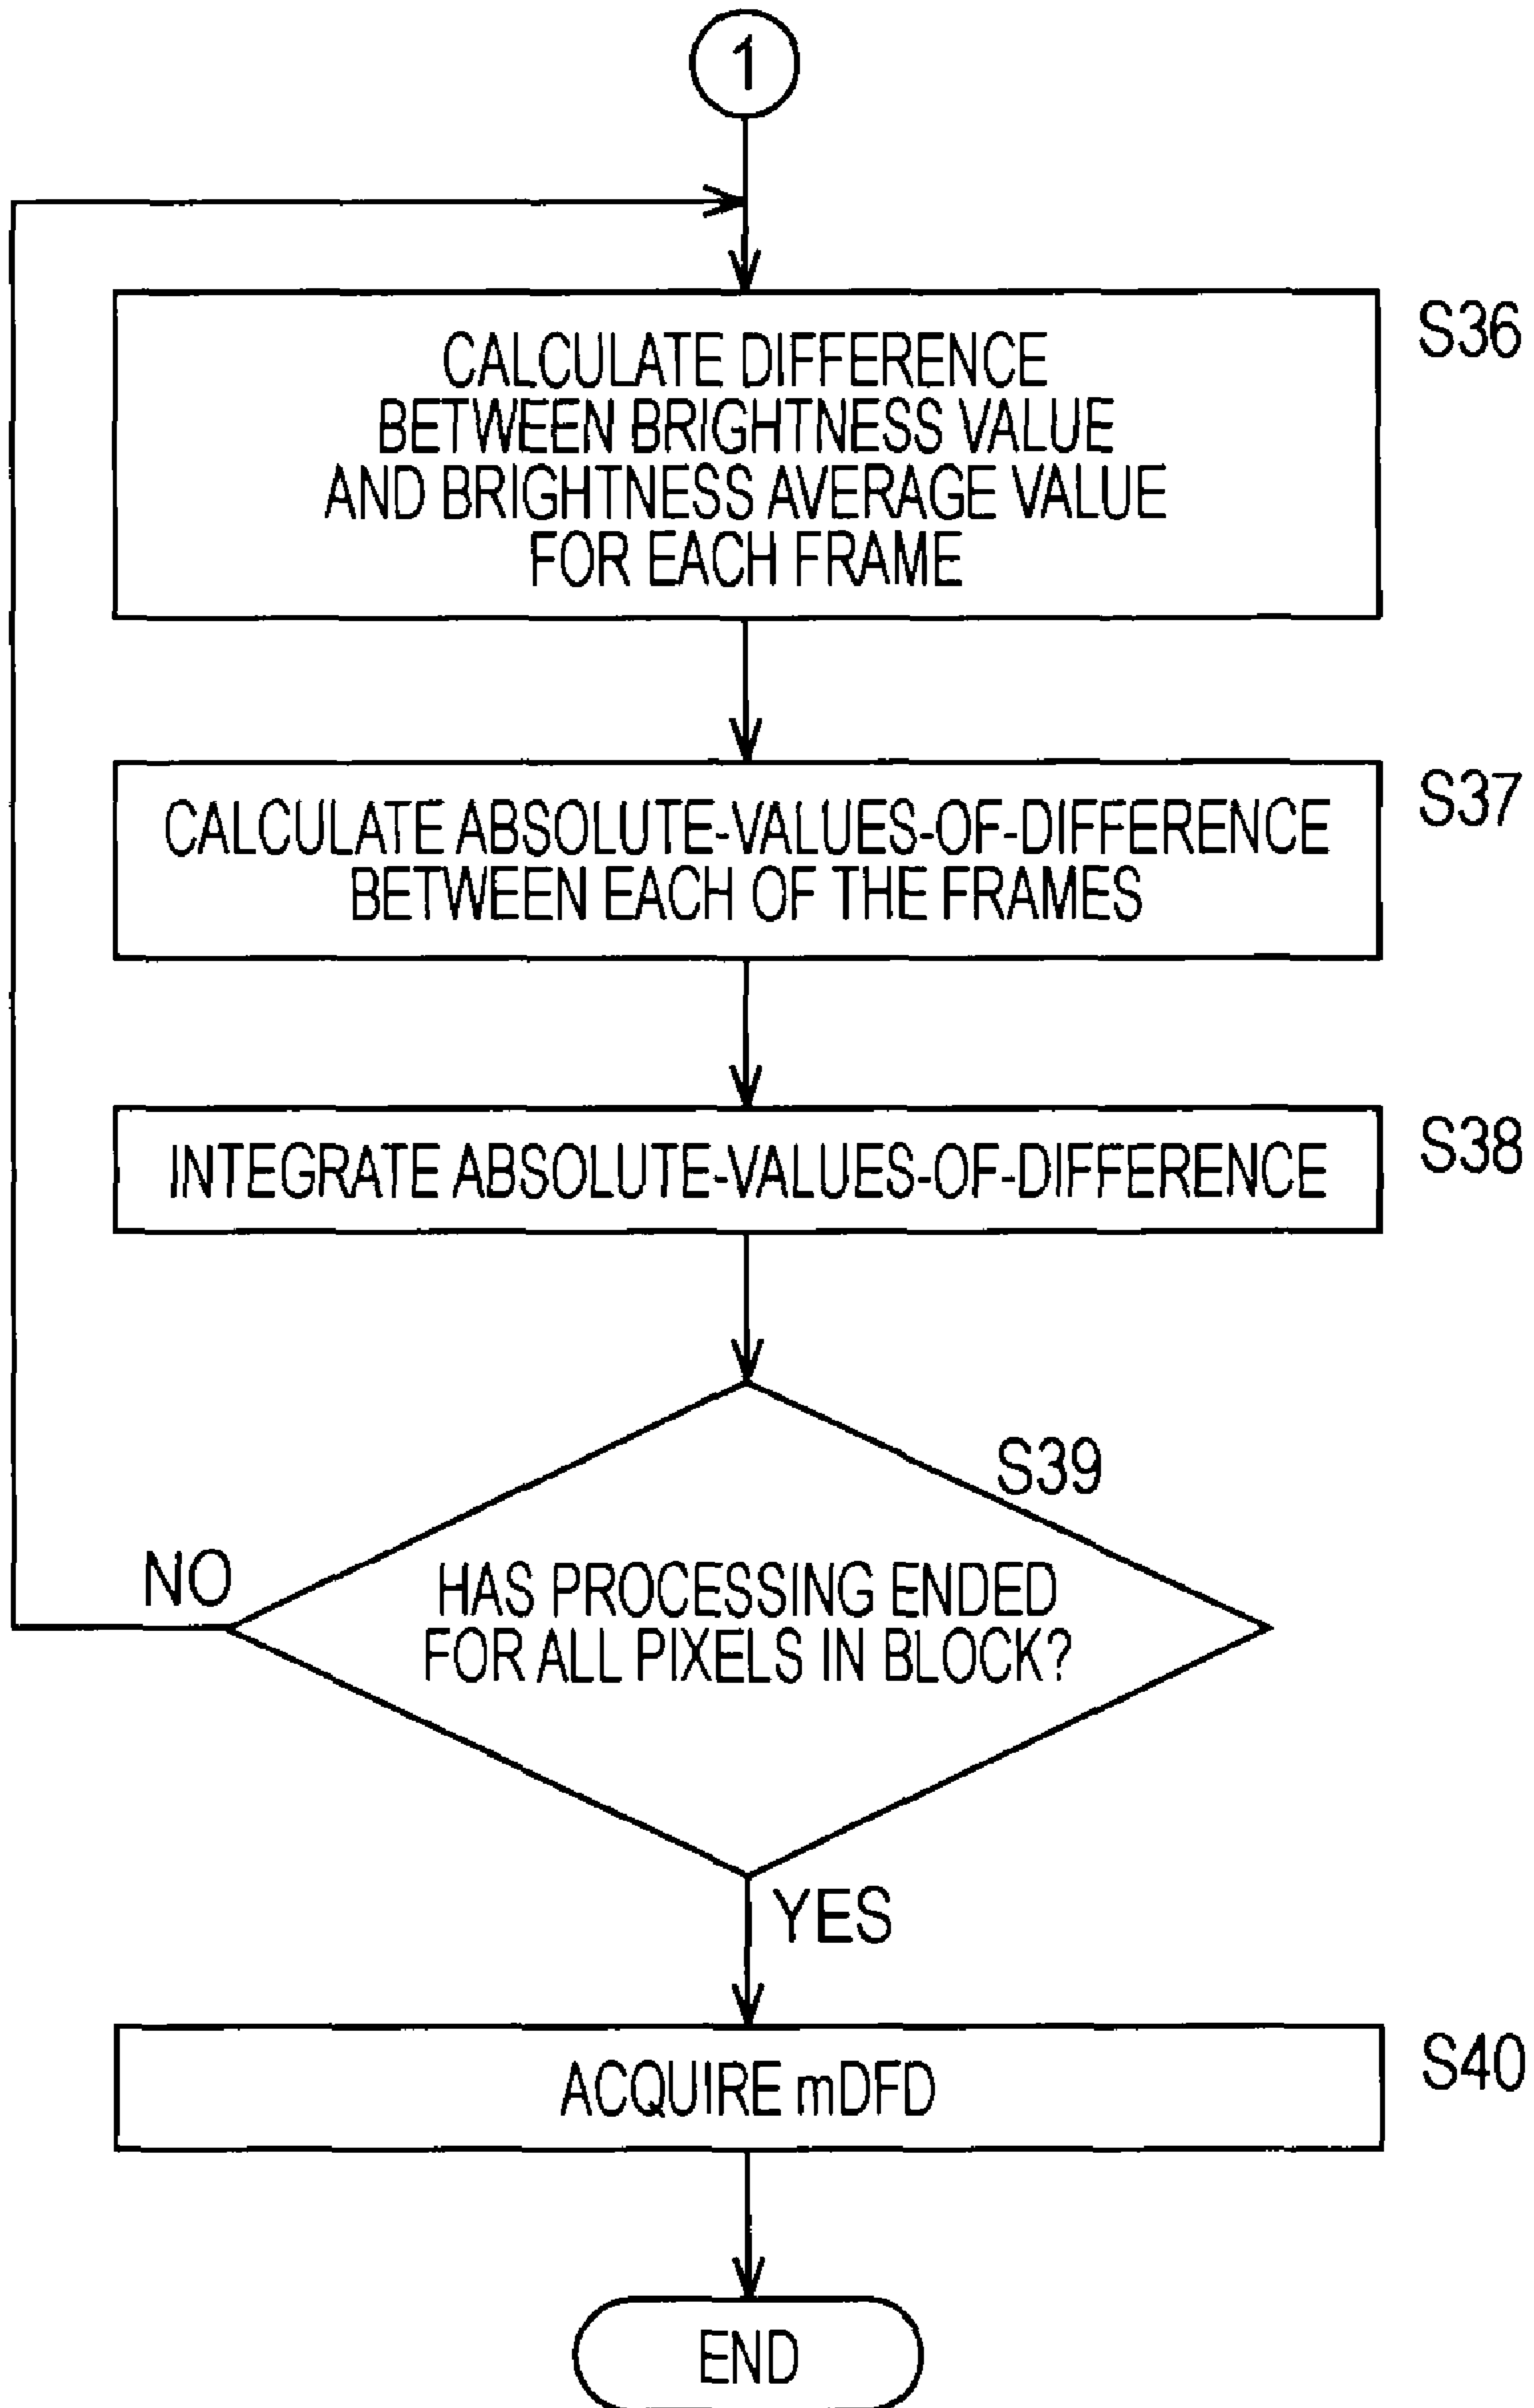 1
S36
CALCULATE DIFFERENCE
BETWEEN BRIGHTNESS VALUE
AND BRIGHTNESS AVERAGE VALUE
FOR EACH FRAME
S37
CALCULATE ABSOLUTE-VALUES-OF-DIFFERENCE
BETWEEN EACH OF THE FRAMES
S38
INTEGRATE ABSOLUTE-VALUES-OF-DIFFERENCE
S39
NO
HAS PROCESSING ENDED
FOR ALL PIXELS IN BLOCK?
YES
S40
ACQUIRE mDFD
END